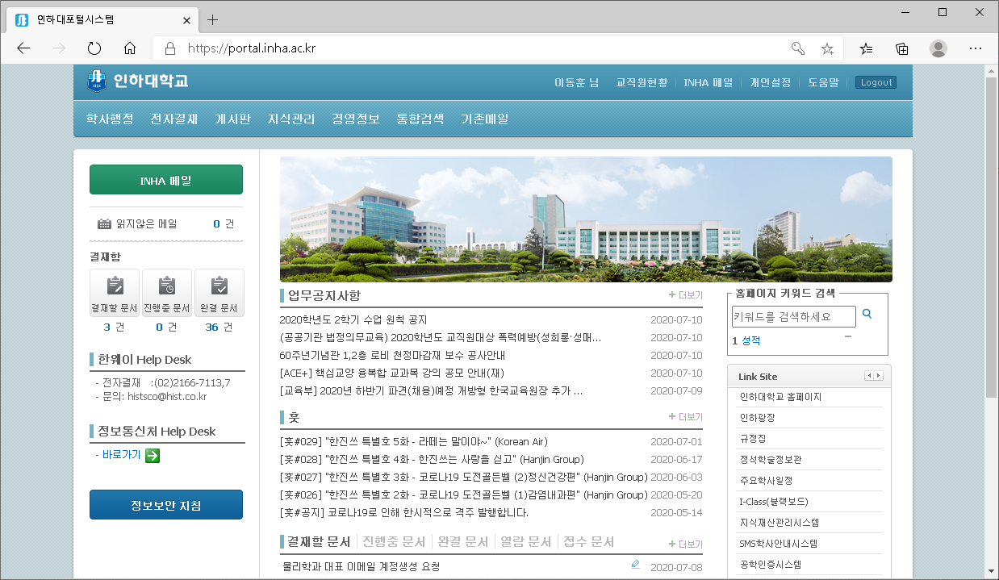 인하대포털시스템
https://portal.inha.ac.kr
인하대학교
이동훈 님 교직원현황 INHA 메일 개인설정 도움말 Logout
학사행정 전자결재 게시판 지식관리 경영정보 통합검색 기존메일
INHA 메일
읽지않은 메일 0 건
결재함
결재할 문서 진행중 문서 완결 문서
3 건 0 건 36 건
한웨이 Help Desk
- 전자결재 :(02)2166-7113,7
- 문의: histsco@hist.co.kr
정보통신처 Help Desk
- 바로가기
정보보안 지침
업무공지사항 + 더보기
2020학년도 2학기 수업 원칙 공지 2020-07-10
(공공기관 법정의무교육) 2020학년도 교직원대상 폭력예방(성희롱·성매... 2020-07-10
60주년기념관 1,2층 로비 천정마감재 보수 공사안내 2020-07-10
[ACE+] 핵심교양 융복합 교과목 강의 공모 안내(재) 2020-07-10
[교육부] 2020년 하반기 파견(채용)예정 개방형 한국교육원장 추가 ... 2020-07-09
훗 + 더보기
[훗#029] "한진쓰 특별호 5화 - 라떼는 말이야~" (Korean Air) 2020-07-01
[훗#028] "한진쓰 특별호 4화 - 한진쓰는 사랑을 싣고" (Hanjin Group) 2020-06-17
[훗#027] "한진쓰 특별호 3화 - 코로나19 도전골든벨 (2)정신건강편" (Hanjin Group) 2020-06-03
[훗#026] "한진쓰 특별호 2화 - 코로나19 도전골든벨 (1)감염내과편" (Hanjin Group) 2020-05-20
[훗#공지] 코로나19로 인해 한시적으로 격주 발행합니다. 2020-05-14
결재할 문서 진행중 문서 완결 문서 열람 문서 접수 문서 + 더보기
물리학과 대표 이메일 계정생성 요청 2020-07-08
홈페이지 키워드 검색
키워드를 검색하세요
1 성적 -
Link Site
인하대학교 홈페이지
인하광장
규정집
정석학술정보관
주요학사일정
I-Class(블랙보드)
지식재산관리시스템
SMS학사안내시스템
공학인증시스템